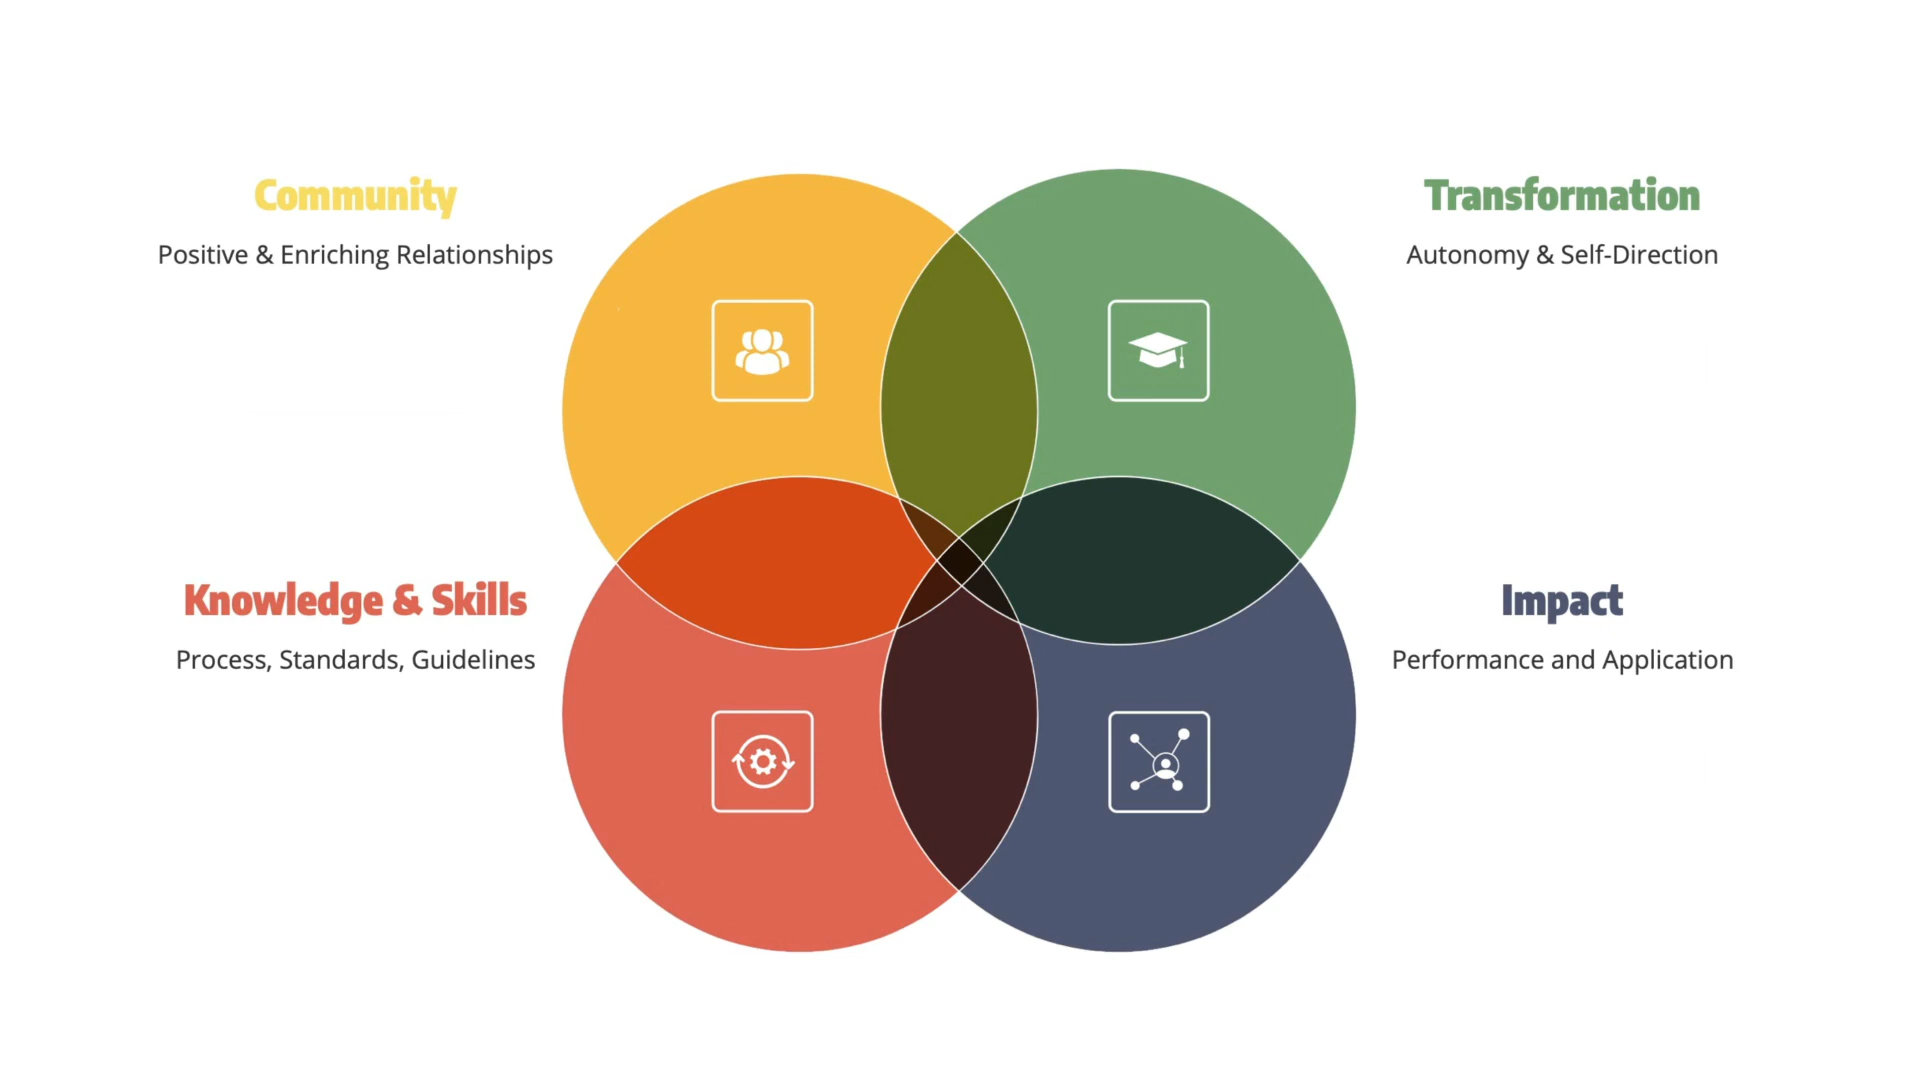 Community
Positive & Enriching Relationships
Transformation
Autonomy & Self-Direction
Knowledge & Skills
Process, Standards, Guidelines
Impact
Performance and Application